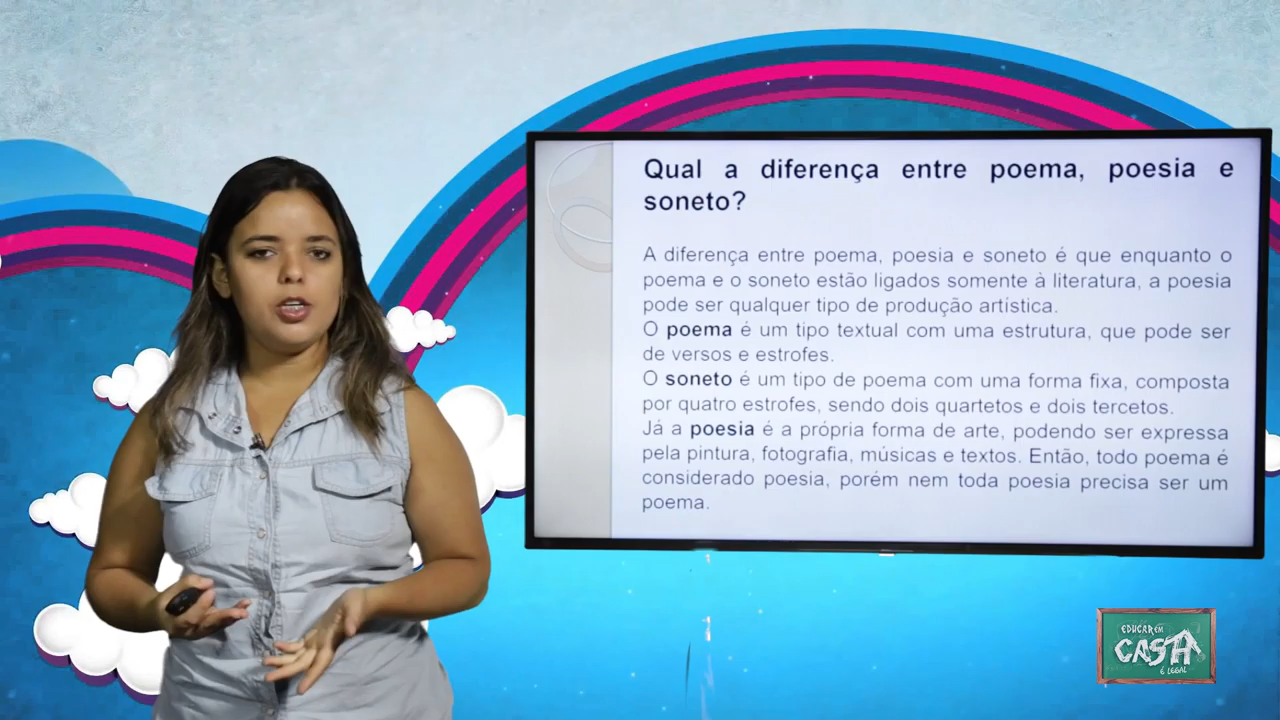 Qual a diferença entre poema, poesia e
soneto?
A diferença entre poema, poesia e soneto é que enquanto o
poema e o soneto estão ligados somente à literatura, a poesia
pode ser qualquer tipo de produção artística.
O poema é um tipo textual com uma estrutura, que pode ser
de versos e estrofes.
O soneto é um tipo de poema com uma forma fixa, composta
por quatro estrofes, sendo dois quartetos e dois tercetos.
Já a poesia é a própria forma de arte, podendo ser expressa
pela pintura, fotografia, músicas e textos. Então, todo poema é
considerado poesia, porém nem toda poesia precisa ser um
poema.
EDUCAR EM
CASA
É LEGAL